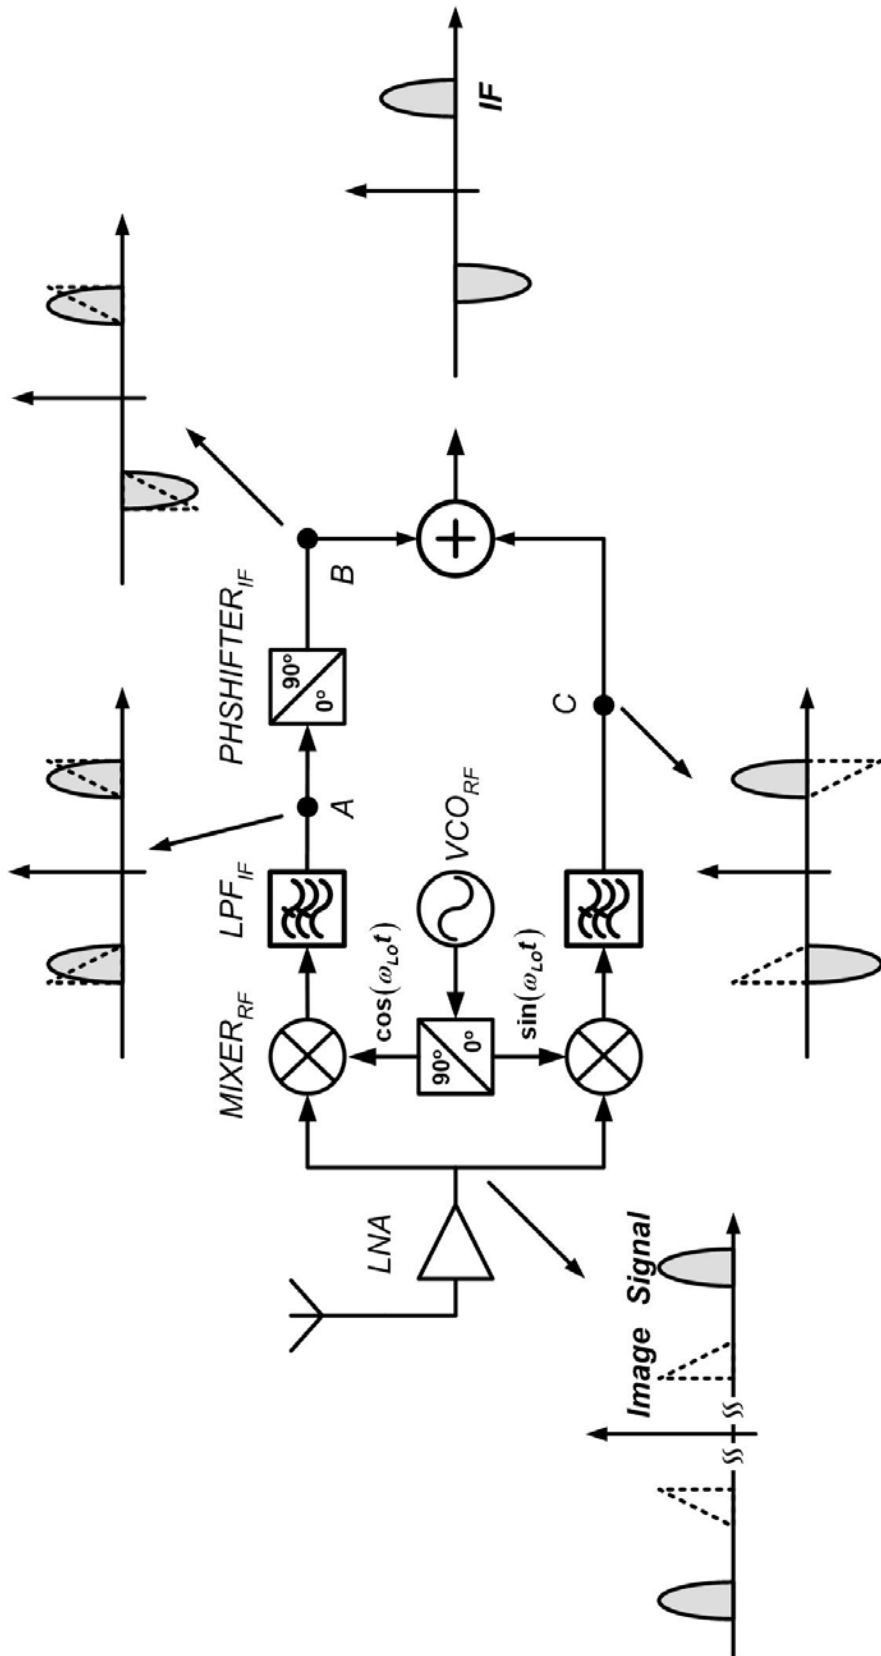 IF
PHSHIFTER_IF
90°
0°
B
A
LPF_IF
VCO_RF
C
MIXER_RF
cos(ω_Lo t)
90°
0°
sin(ω_Lo t)
LNA
Image Signal